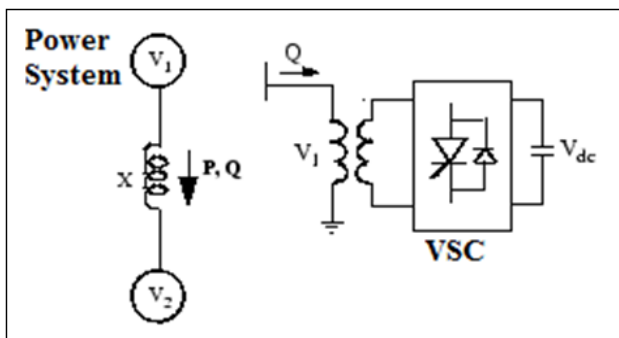 Power
System
V1
X
P, Q
V2
Q
V1
Vdc
VSC